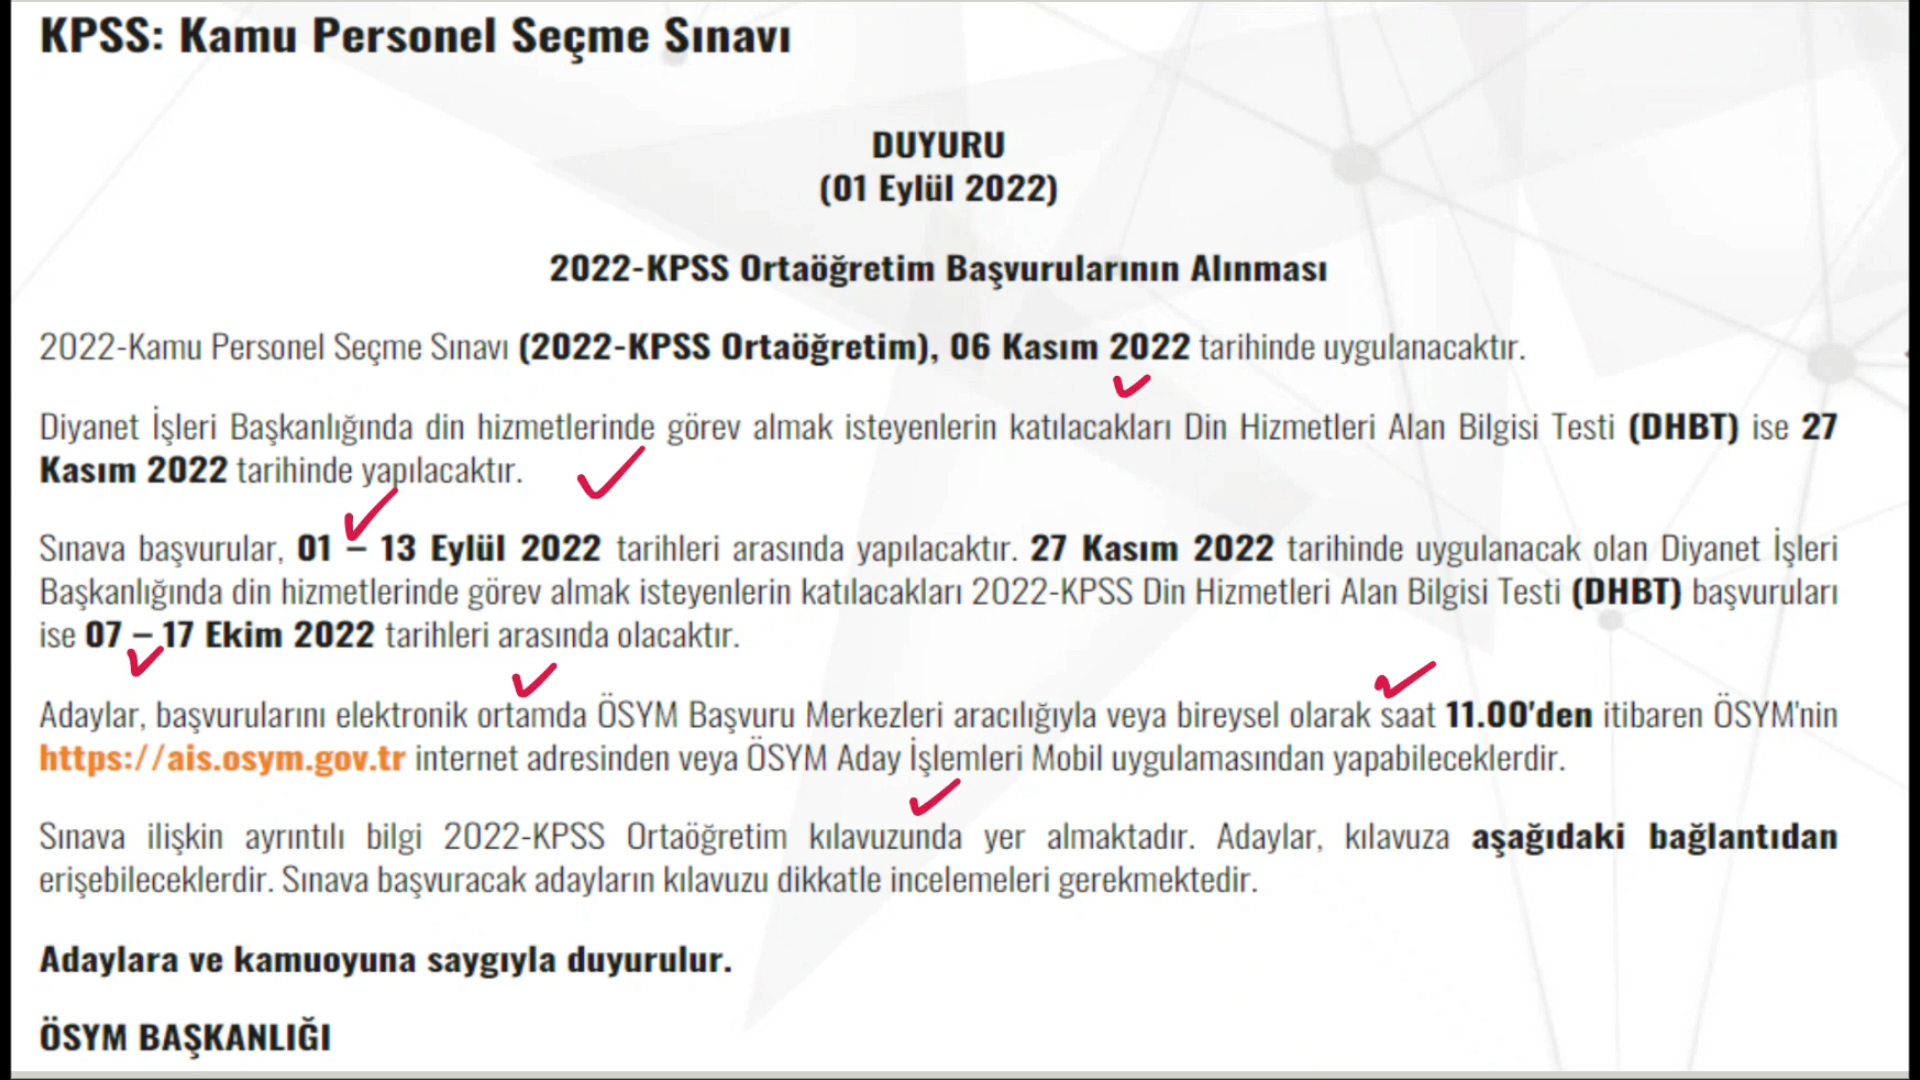 KPSS: Kamu Personel Seçme Sınavı
DUYURU
(01 Eylül 2022)
2022-KPSS Ortaöğretim Başvurularının Alınması
2022-Kamu Personel Seçme Sınavı (2022-KPSS Ortaöğretim), 06 Kasım 2022 tarihinde uygulanacaktır.
Diyanet İşleri Başkanlığında din hizmetlerinde görev almak isteyenlerin katılacakları Din Hizmetleri Alan Bilgisi Testi (DHBT) ise 27
Kasım 2022 tarihinde yapılacaktır.
Sınava başvurular, 01 – 13 Eylül 2022 tarihleri arasında yapılacaktır. 27 Kasım 2022 tarihinde uygulanacak olan Diyanet İşleri
Başkanlığında din hizmetlerinde görev almak isteyenlerin katılacakları 2022-KPSS Din Hizmetleri Alan Bilgisi Testi (DHBT) başvuruları
ise 07 – 17 Ekim 2022 tarihleri arasında olacaktır.
Adaylar, başvurularını elektronik ortamda ÖSYM Başvuru Merkezleri aracılığıyla veya bireysel olarak saat 11.00'den itibaren ÖSYM'nin
https://ais.osym.gov.tr internet adresinden veya ÖSYM Aday İşlemleri Mobil uygulamasından yapabileceklerdir.
Sınava ilişkin ayrıntılı bilgi 2022-KPSS Ortaöğretim kılavuzunda yer almaktadır. Adaylar, kılavuza aşağıdaki bağlantıdan
erişebileceklerdir. Sınava başvuracak adayların kılavuzu dikkatle incelemeleri gerekmektedir.
Adaylara ve kamuoyuna saygıyla duyurulur.
ÖSYM BAŞKANLIĞI